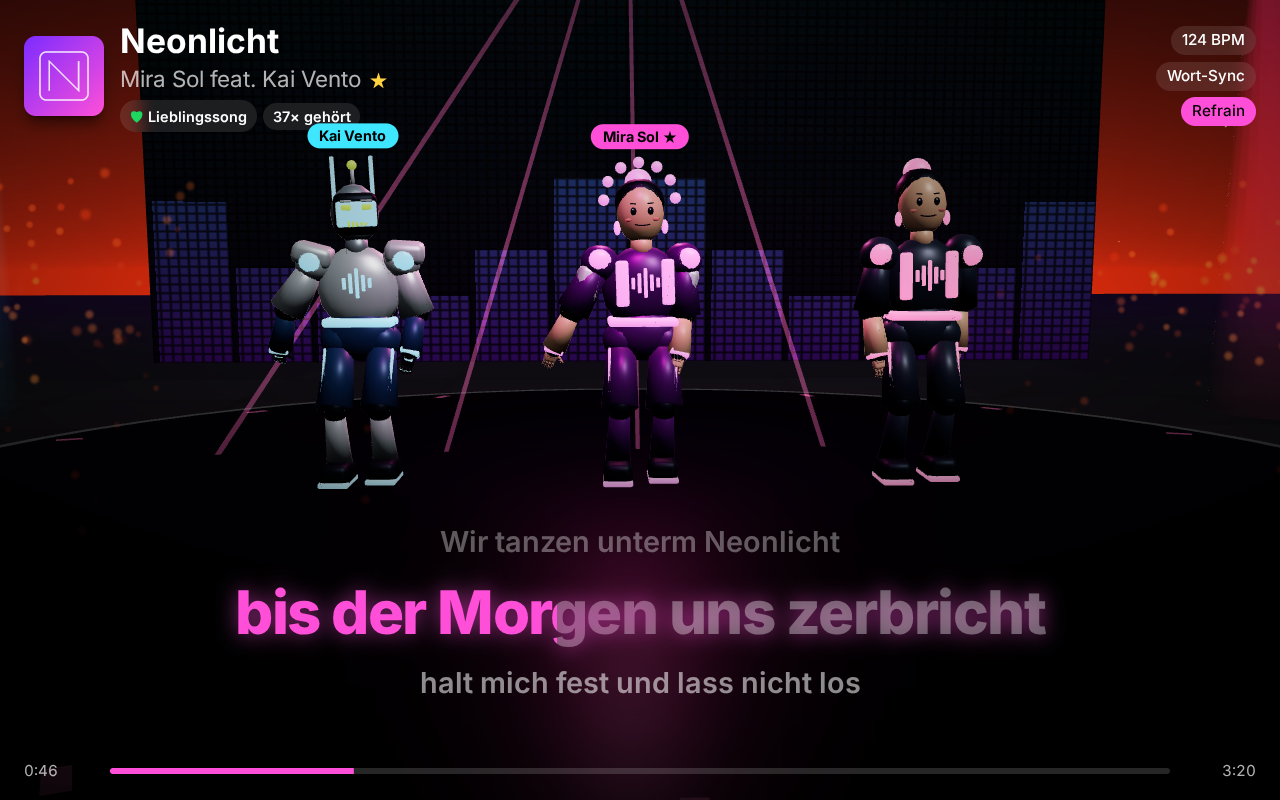 N
Neonlicht
Mira Sol feat. Kai Vento ★
Lieblingssong
37× gehört
124 BPM
Wort-Sync
Refrain
Kai Vento
Mira Sol ★
Wir tanzen unterm Neonlicht
bis der Morgen uns zerbricht
halt mich fest und lass nicht los
0:46
3:20